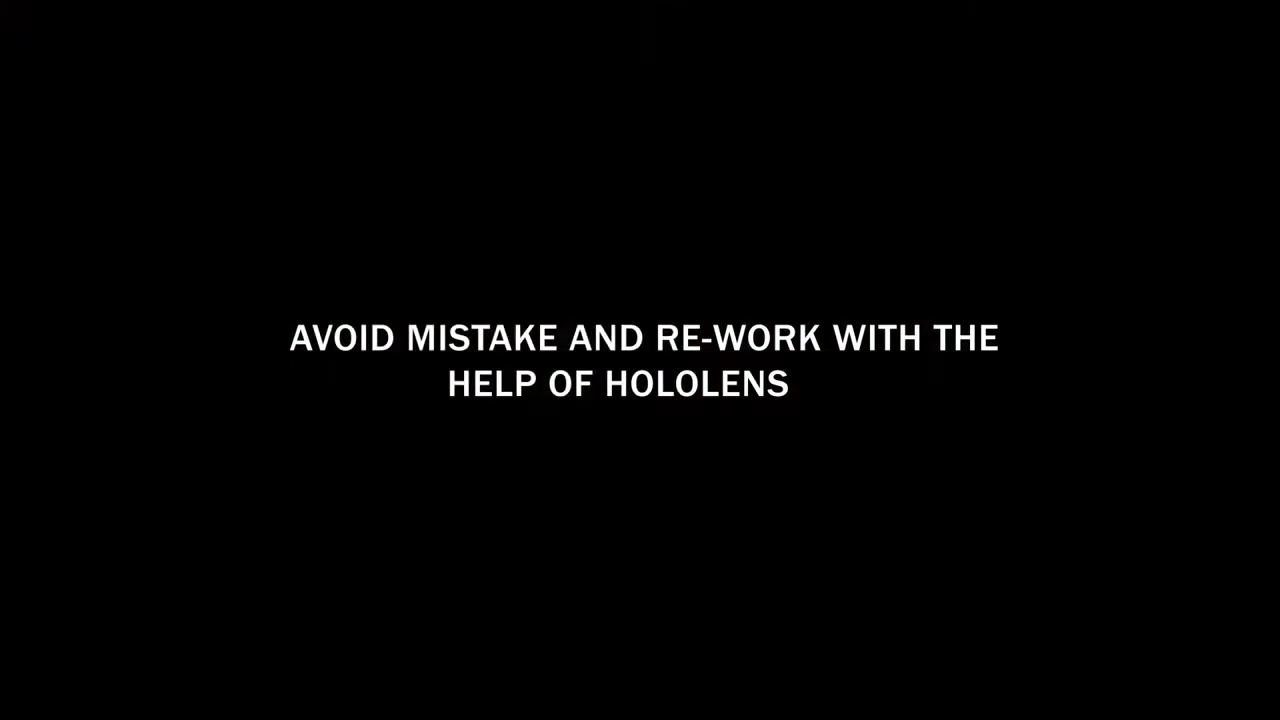 AVOID MISTAKE AND RE-WORK WITH THE
HELP OF HOLOLENS